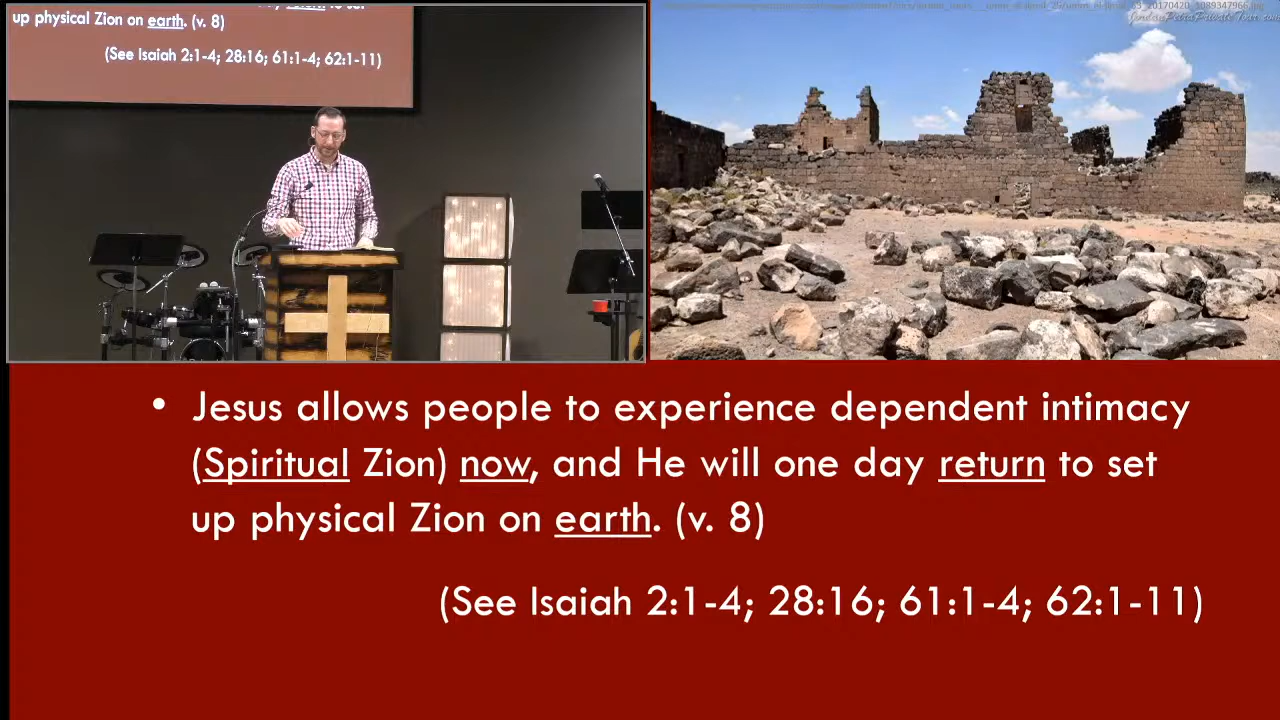 up physical Zion on earth. (v. 8)
(See Isaiah 2:1-4; 28:16; 61:1-4; 62:1-11)
JordanPetraPrivateTour.com
• Jesus allows people to experience dependent intimacy
(Spiritual Zion) now, and He will one day return to set
up physical Zion on earth. (v. 8)
(See Isaiah 2:1-4; 28:16; 61:1-4; 62:1-11)